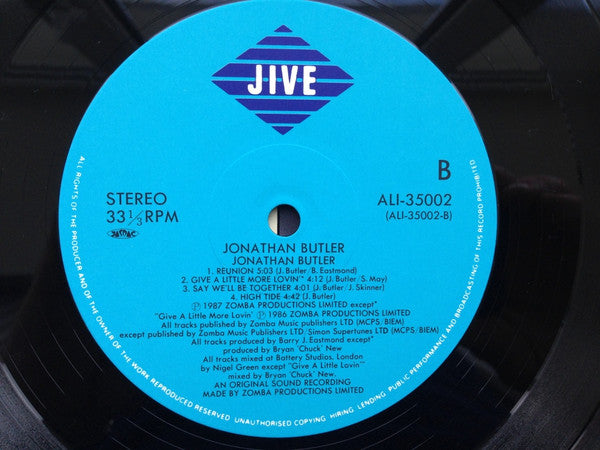 JIVE
B
STEREO
33 1/3 RPM
JASRAC
ALI-35002
(ALI-35002-B)
JONATHAN BUTLER
JONATHAN BUTLER
1. REUNION 5:03 (J. Butler/B. Eastmond)
2. GIVE A LITTLE MORE LOVIN'" 4:12 (J. Butler/S. May)
3. SAY WE'LL BE TOGETHER 4:01 (J. Butler/J. Skinner)
4. HIGH TIDE 4:42 (J. Butler)
℗ 1987 ZOMBA PRODUCTIONS LIMITED except"
"Give A Little More Lovin' ℗ 1986 ZOMBA PRODUCTIONS LIMITED
All tracks published by Zomba Music publishers LTD (MCPS/BIEM)
except published by Zomba Music Publishers LTD/Simon Supertunes LTD (MCPS/BIEM)
All tracks produced by Barry J. Eastmond except"
produced by Bryan 'Chuck' New
All tracks mixed at Battery Studios, London
by Nigel Green except "Give A Little Lovin'"
mixed by Bryan "Chuck" New.
AN ORIGINAL SOUND RECORDING
MADE BY ZOMBA PRODUCTIONS LIMITED
ALL RIGHTS OF THE PRODUCER AND OF THE OWNER OF THE WORK REPRODUCED RESERVED UNAUTHORISED COPYING HIRING LENDING PUBLIC PERFORMANCE AND BROADCASTING OF THIS RECORD PROHIBITED